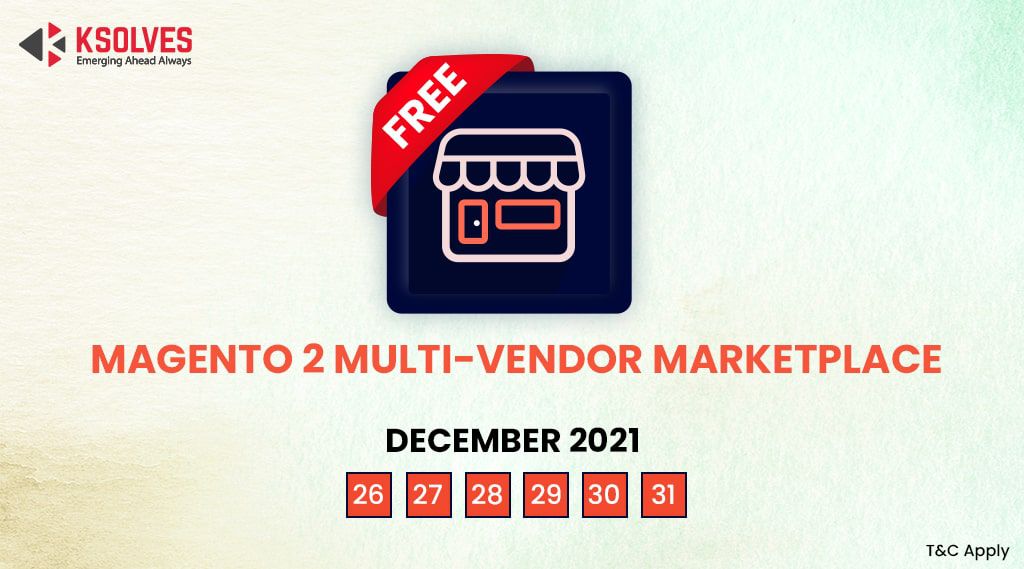 KSOLVES
Emerging Ahead Always
FREE
MAGENTO 2 MULTI-VENDOR MARKETPLACE
DECEMBER 2021
26 27 28 29 30 31
T&C Apply